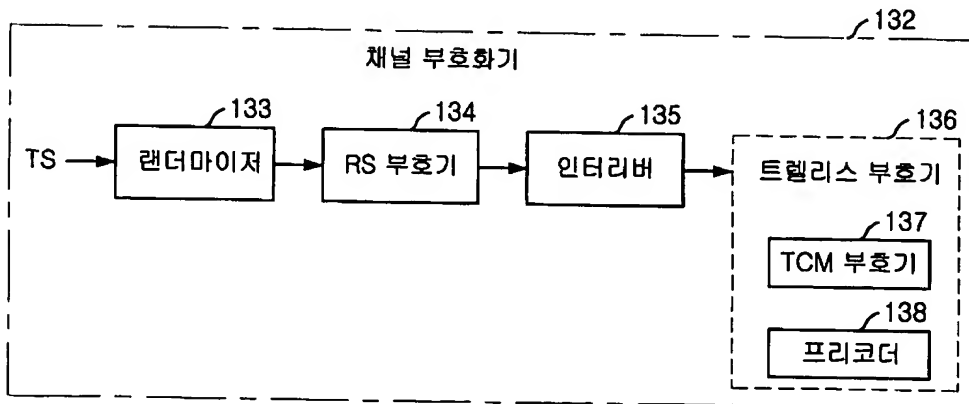 132
채널 부호화기
133
134
135
136
TS
랜더마이저
RS 부호기
인터리버
트렐리스 부호기
137
TCM 부호기
138
프리코더